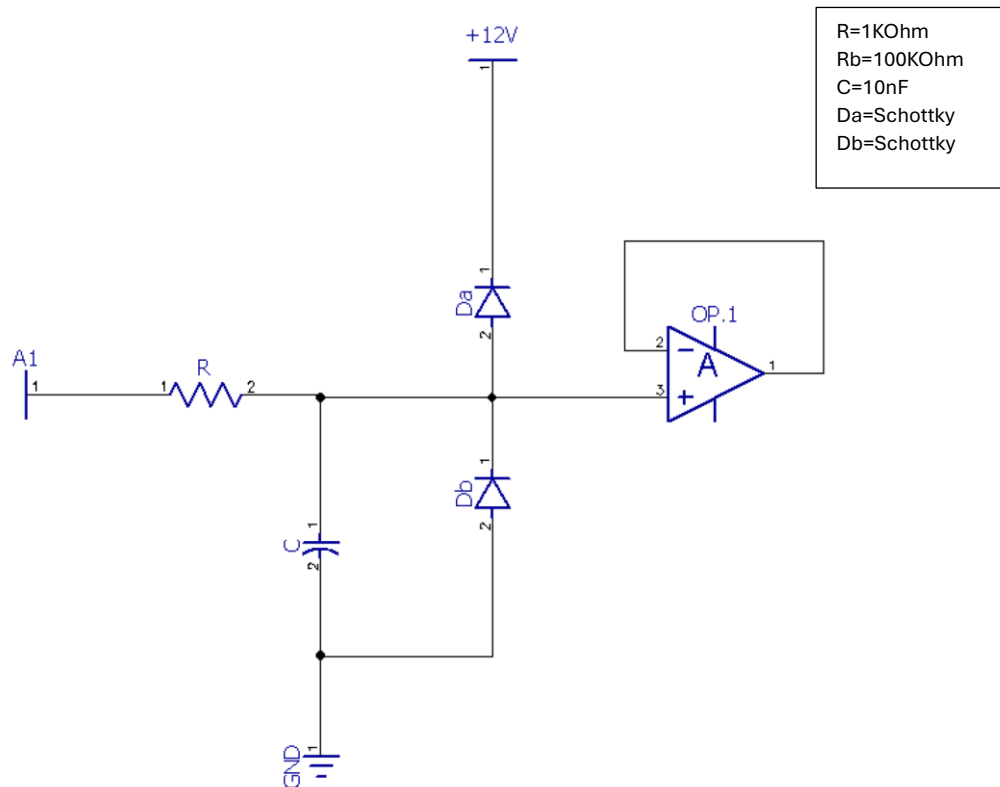 +12V
1
R=1KOhm
Rb=100KOhm
C=10nF
Da=Schottky
Db=Schottky
1
Da
2
OP.1
2
- A
1
3
+
A1
1
R
1
2
1
Db
2
1
C
2
1
GND